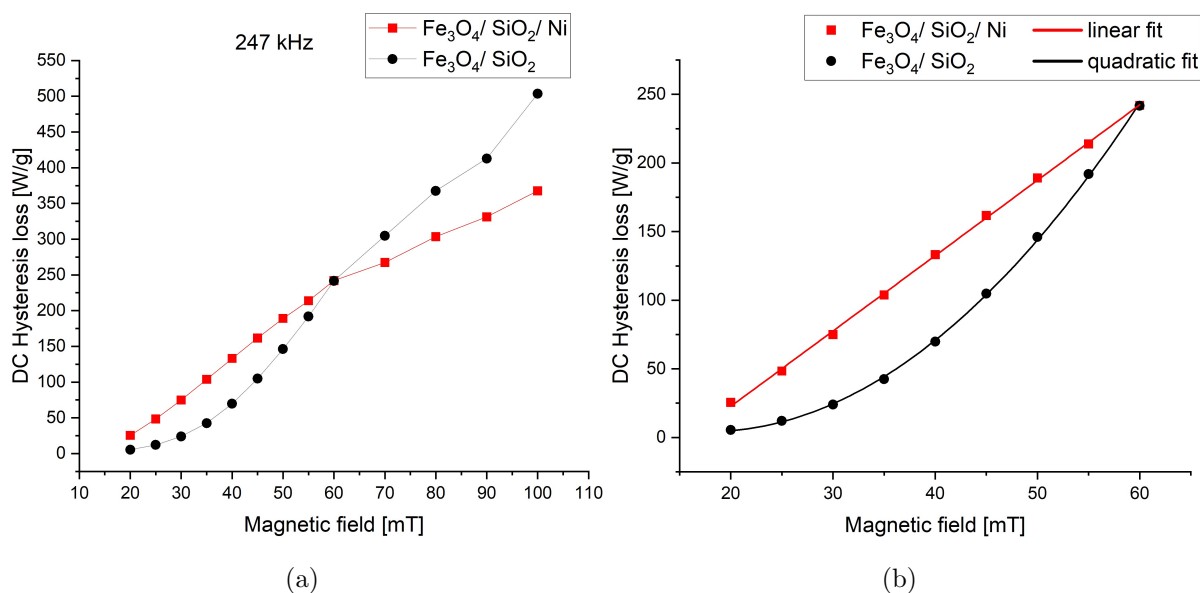 247 kHz
Fe₃O₄/ SiO₂/ Ni
Fe₃O₄/ SiO₂
550
500
450
400
350
300
250
200
150
100
50
0
DC Hysteresis loss [W/g]
10 20 30 40 50 60 70 80 90 100 110
Magnetic field [mT]
(a)
Fe₃O₄/ SiO₂/ Ni linear fit
Fe₃O₄/ SiO₂ quadratic fit
250
200
150
100
50
0
DC Hysteresis loss [W/g]
20 30 40 50 60
Magnetic field [mT]
(b)